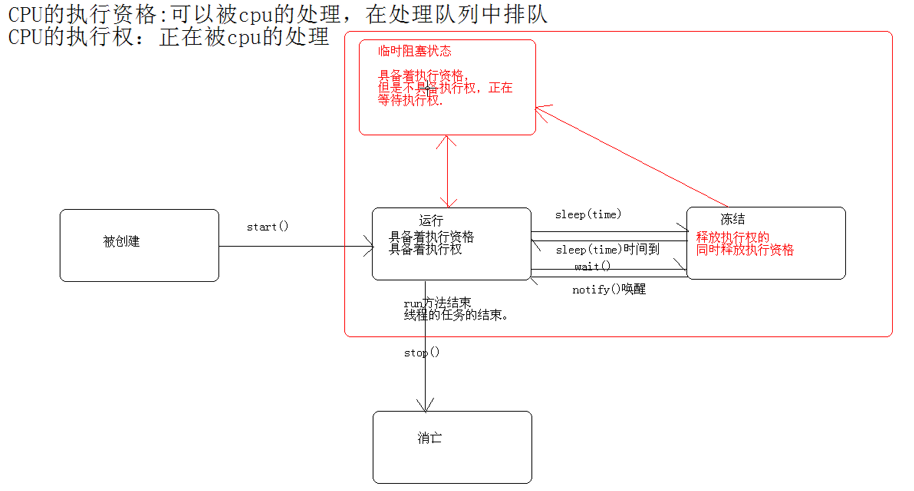 CPU的执行资格:可以被cpu的处理，在处理队列中排队
CPU的执行权：正在被cpu的处理
临时阻塞状态
具备着执行资格，
但是不具备执行权，正在
等待执行权.
被创建
start()
运行
具备着执行资格
具备着执行权
sleep(time)
sleep(time)时间到
wait()
notify()唤醒
冻结
释放执行权的
同时释放执行资格
run方法结束
线程的任务的结束。
stop()
消亡